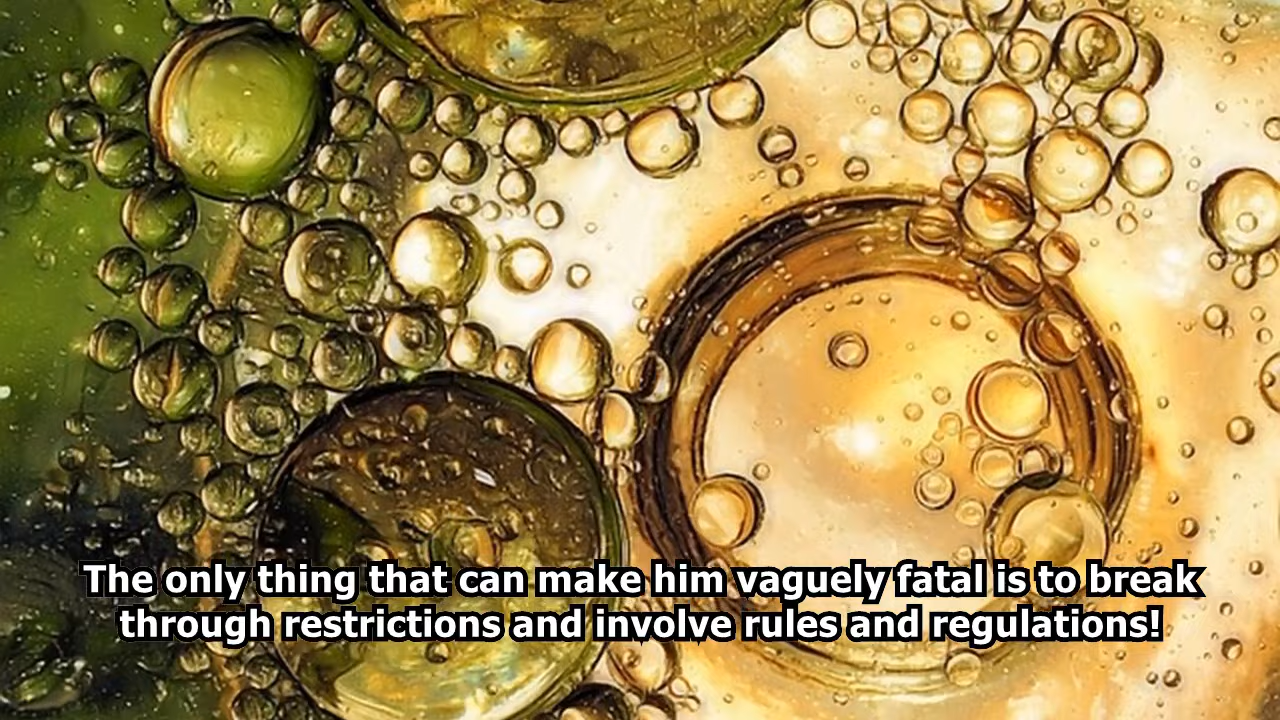 The only thing that can make him vaguely fatal is to break
through restrictions and involve rules and regulations!